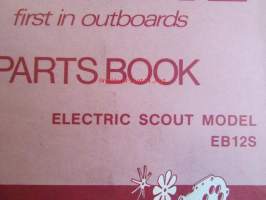 first in outboards
PARTS BOOK
ELECTRIC SCOUT MODEL
EB12S